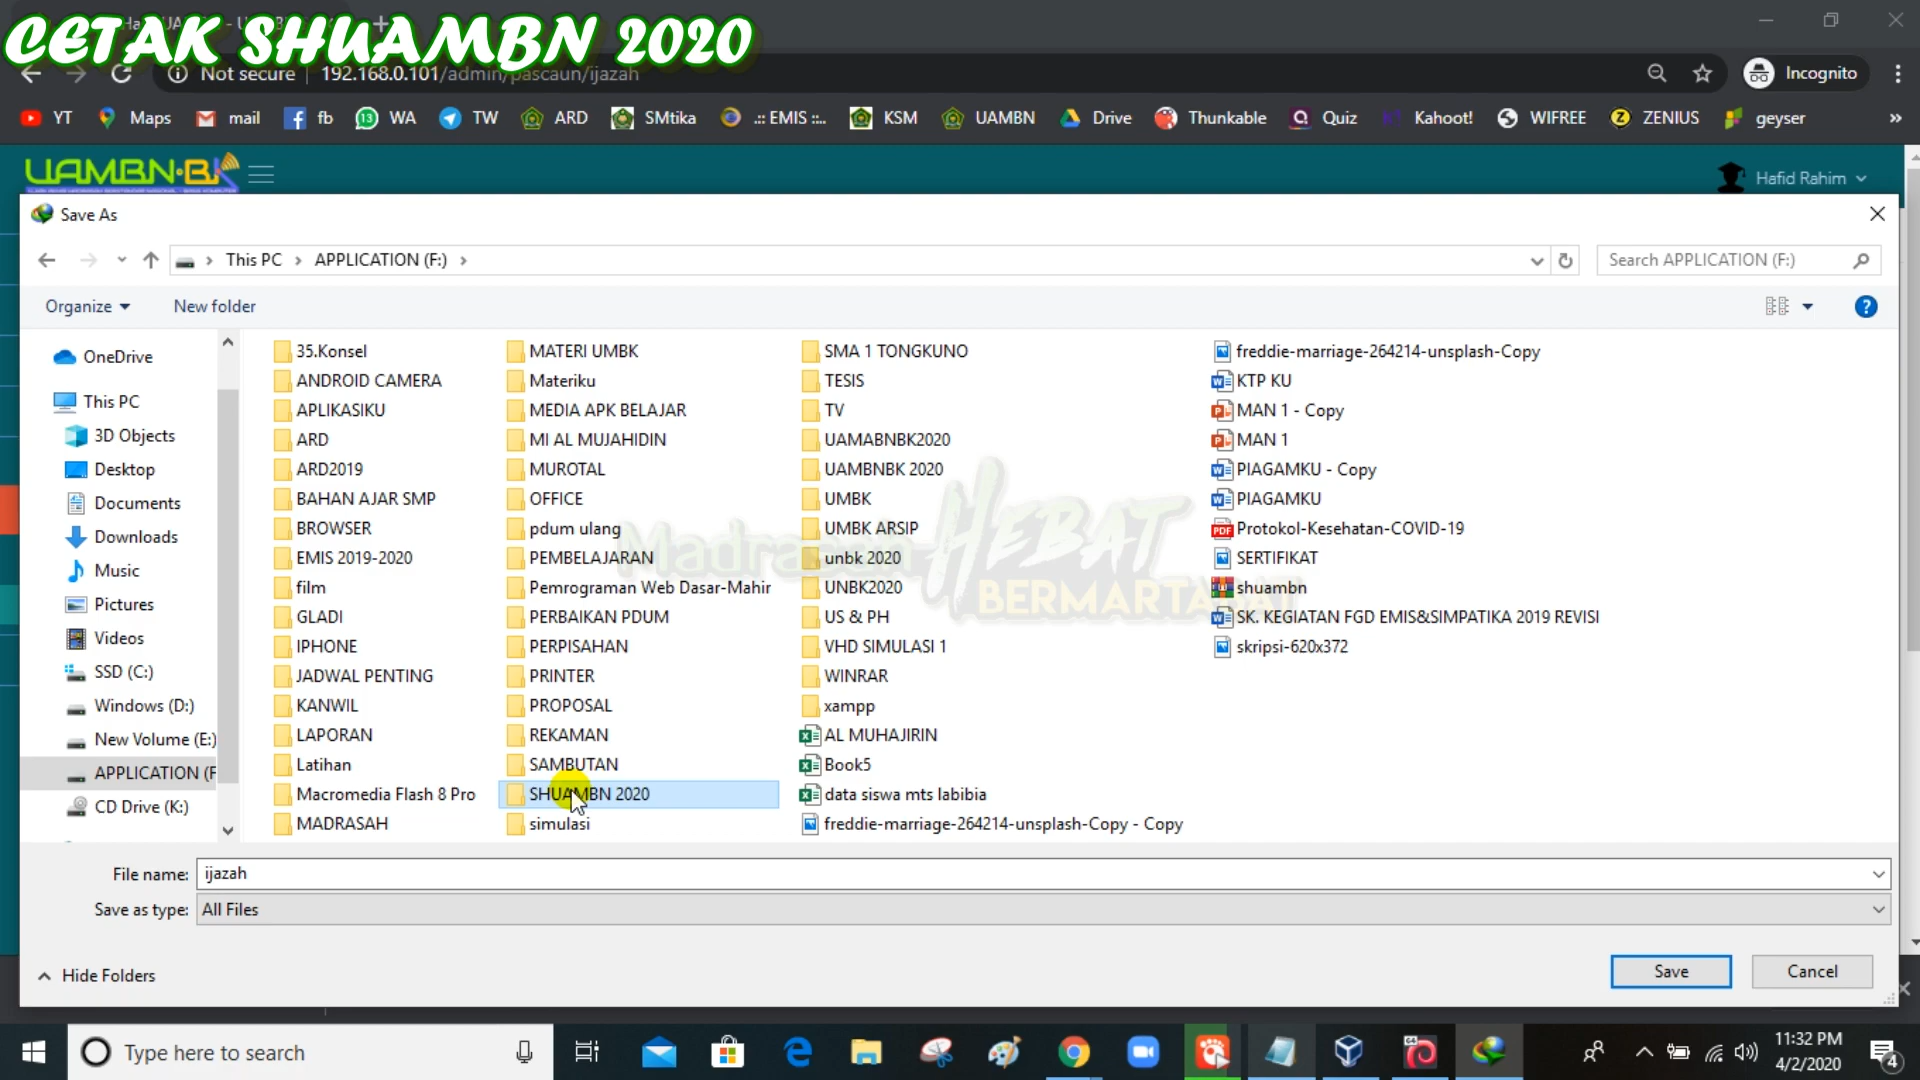 CETAK SHUAMBN 2020
Not secure | 192.168.0.101/admin/pascaun/ijazah
Incognito
YT Maps mail fb WA TW ARD SMtika .:: EMIS ::.. KSM UAMBN Drive Thunkable Quiz Kahoot! WIFREE ZENIUS geyser »
UAMBN·BK
Hafid Rahim
Save As
This PC › APPLICATION (F:) ›
Search APPLICATION (F:)
Organize
New folder
OneDrive
This PC
3D Objects
Desktop
Documents
Downloads
Music
Pictures
Videos
SSD (C:)
Windows (D:)
New Volume (E:)
APPLICATION (F
CD Drive (K:)
35.Konsel
ANDROID CAMERA
APLIKASIKU
ARD
ARD2019
BAHAN AJAR SMP
BROWSER
EMIS 2019-2020
film
GLADI
IPHONE
JADWAL PENTING
KANWIL
LAPORAN
Latihan
Macromedia Flash 8 Pro
MADRASAH
MATERI UMBK
Materiku
MEDIA APK BELAJAR
MI AL MUJAHIDIN
MUROTAL
OFFICE
pdum ulang
PEMBELAJARAN
Pemrograman Web Dasar-Mahir
PERBAIKAN PDUM
PERPISAHAN
PRINTER
PROPOSAL
REKAMAN
SAMBUTAN
SHUAMBN 2020
simulasi
SMA 1 TONGKUNO
TESIS
TV
UAMABNBK2020
UAMBNBK 2020
UMBK
UMBK ARSIP
unbk 2020
UNBK2020
US & PH
VHD SIMULASI 1
WINRAR
xampp
AL MUHAJIRIN
Book5
data siswa mts labibia
freddie-marriage-264214-unsplash-Copy - Copy
freddie-marriage-264214-unsplash-Copy
KTP KU
MAN 1 - Copy
MAN 1
PIAGAMKU - Copy
PIAGAMKU
Protokol-Kesehatan-COVID-19
SERTIFIKAT
shuambn
SK. KEGIATAN FGD EMIS&SIMPATIKA 2019 REVISI
skripsi-620x372
Madrasah HEBAT
BERMARTABAT
File name: ijazah
Save as type: All Files
Hide Folders
Save
Cancel
Type here to search
11:32 PM
4/2/2020
4